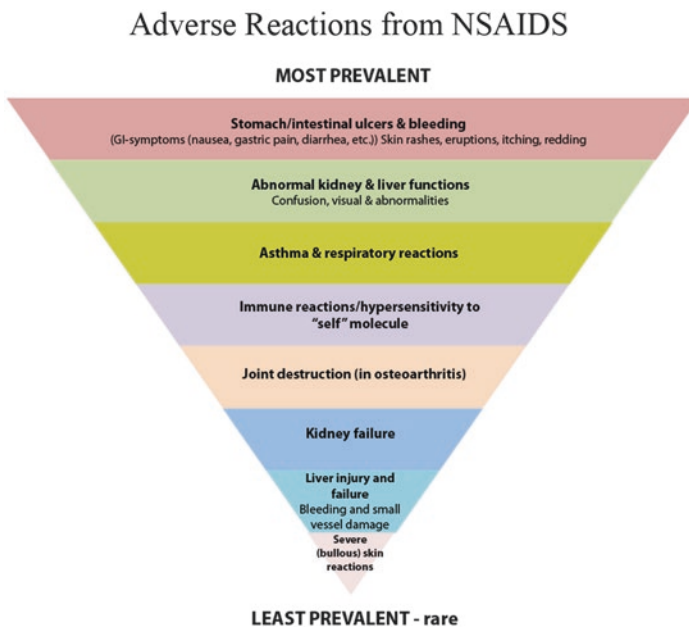 Adverse Reactions from NSAIDS
MOST PREVALENT
Stomach/intestinal ulcers & bleeding
(GI-symptoms (nausea, gastric pain, diarrhea, etc.)) Skin rashes, eruptions, itching, redding
Abnormal kidney & liver functions
Confusion, visual & abnormalities
Asthma & respiratory reactions
Immune reactions/hypersensitivity to
"self" molecule
Joint destruction (in osteoarthritis)
Kidney failure
Liver injury and
failure
Bleeding and small
vessel damage
Severe
(bullous) skin
reactions
LEAST PREVALENT - rare